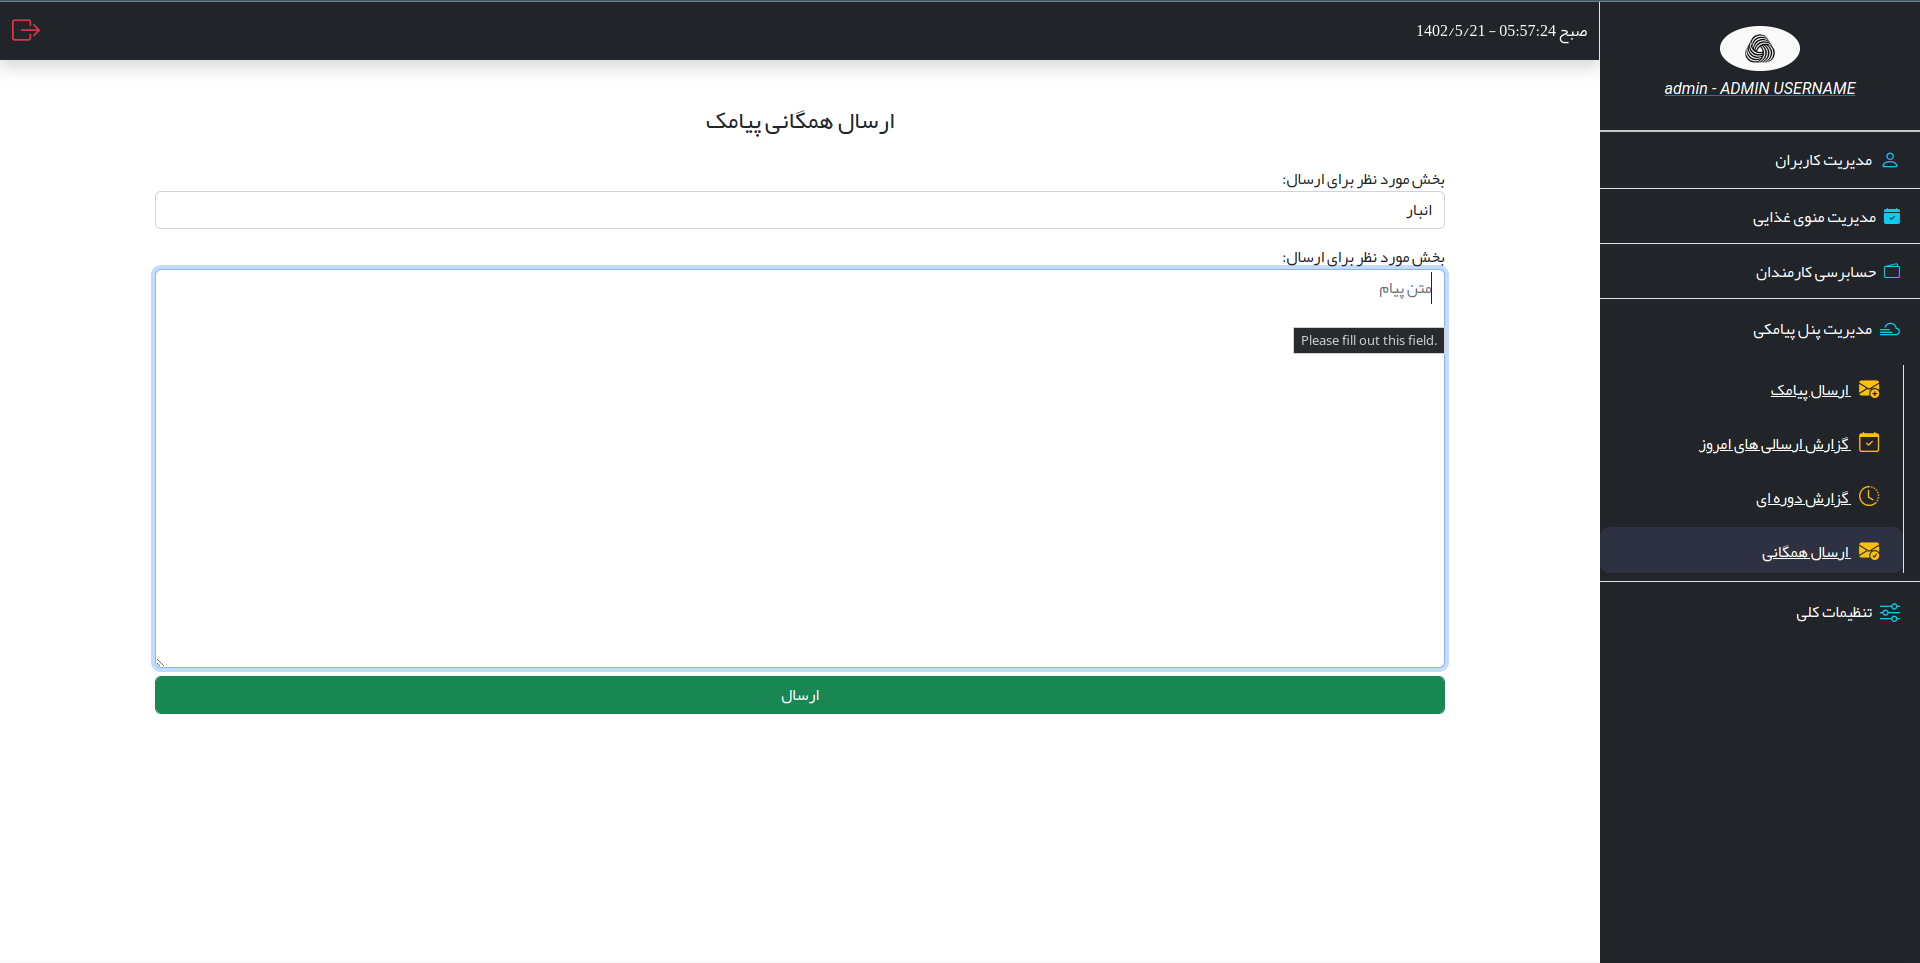 صبح 05:57:24 - 1402/5/21
admin - ADMIN USERNAME
مدیریت کاربران
مدیریت منوی غذایی
حسابرسی کارمندان
مدیریت پنل پیامکی
ارسال پیامک
گزارش ارسالی های امروز
گزارش دوره ای
ارسال همگانی
تنظیمات کلی
ارسال همگانی پیامک
بخش مورد نظر برای ارسال:
انبار
بخش مورد نظر برای ارسال:
متن پیام
Please fill out this field.
ارسال